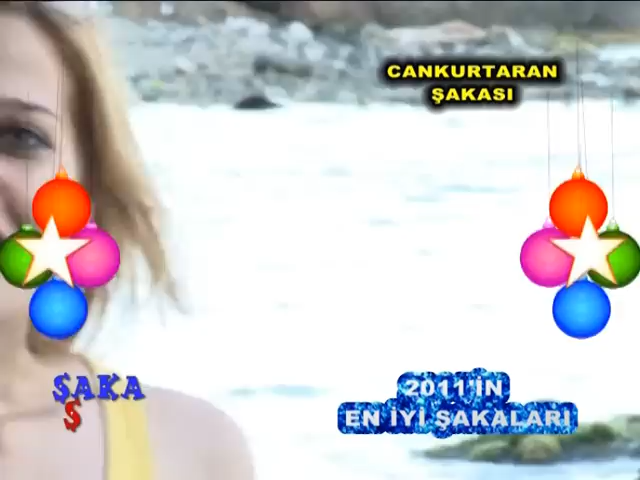 CANKURTARAN
ŞAKASI
ŞAKA
Ş
2011'İN
EN İYİ ŞAKALARI